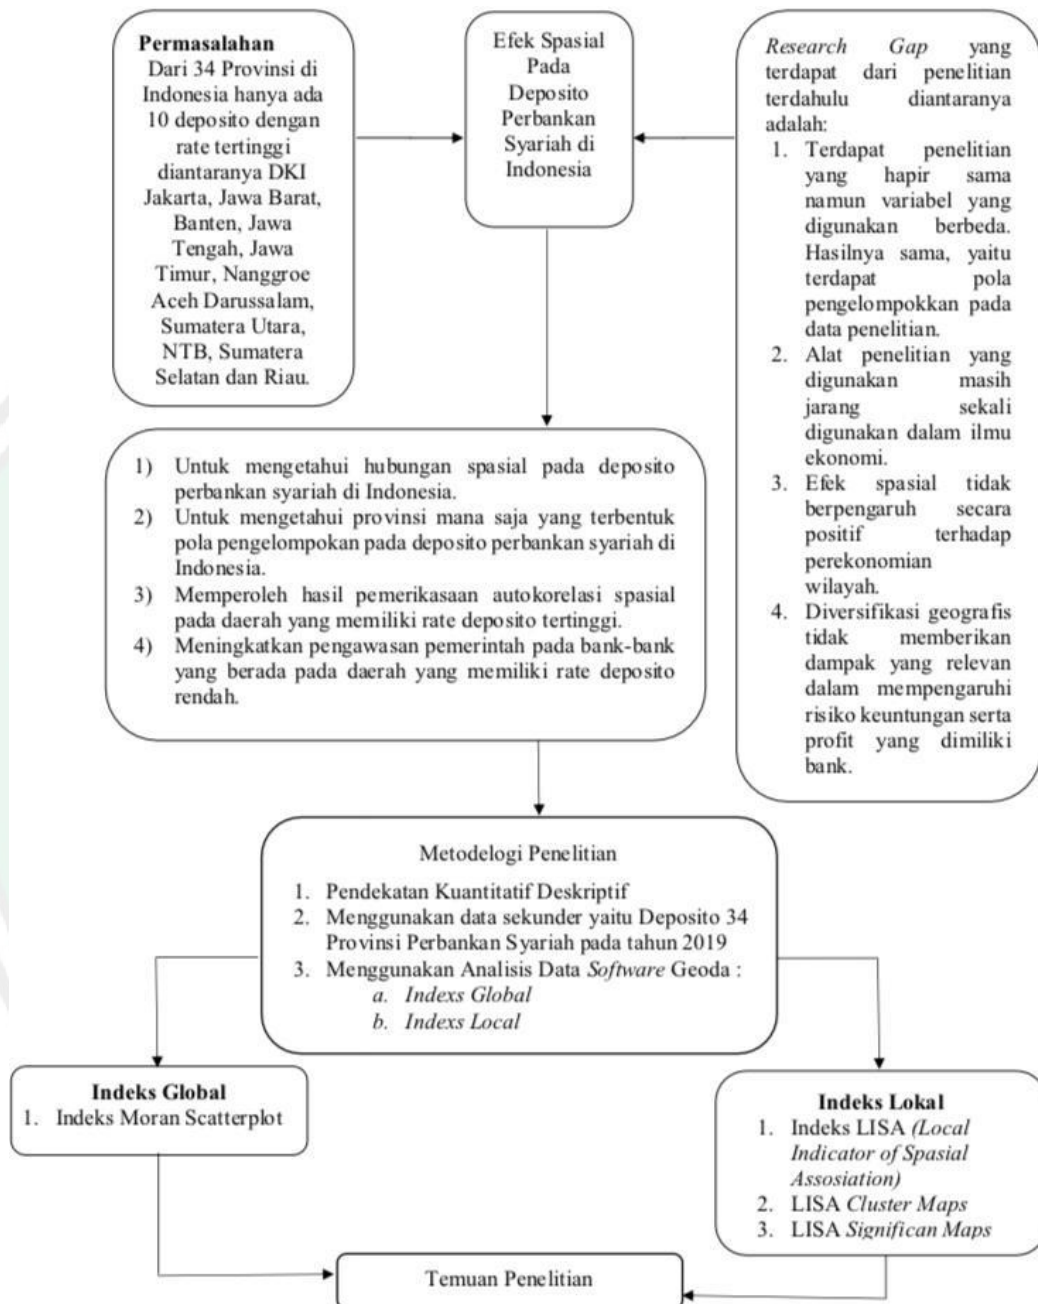 Permasalahan
Dari 34 Provinsi di
Indonesia hanya ada
10 deposito dengan
rate tertinggi
diantaranya DKI
Jakarta, Jawa Barat,
Banten, Jawa
Tengah, Jawa
Timur, Nanggroe
Aceh Darussalam,
Sumatera Utara,
NTB, Sumatera
Selatan dan Riau.
Efek Spasial
Pada
Deposito
Perbankan
Syariah di
Indonesia
Research Gap yang
terdapat dari penelitian
terdahulu diantaranya
adalah:
1. Terdapat penelitian
yang hapir sama
namun variabel yang
digunakan berbeda.
Hasilnya sama, yaitu
terdapat pola
pengelompokkan pada
data penelitian.
2. Alat penelitian yang
digunakan masih
jarang sekali
digunakan dalam ilmu
ekonomi.
3. Efek spasial tidak
berpengaruh secara
positif terhadap
perekonomian
wilayah.
4. Diversifikasi geografis
tidak memberikan
dampak yang relevan
dalam mempengaruhi
risiko keuntungan serta
profit yang dimiliki
bank.
1) Untuk mengetahui hubungan spasial pada deposito
perbankan syariah di Indonesia.
2) Untuk mengetahui provinsi mana saja yang terbentuk
pola pengelompokan pada deposito perbankan syariah di
Indonesia.
3) Memperoleh hasil pemerikasaan autokorelasi spasial
pada daerah yang memiliki rate deposito tertinggi.
4) Meningkatkan pengawasan pemerintah pada bank-bank
yang berada pada daerah yang memiliki rate deposito
rendah.
Metodelogi Penelitian
1. Pendekatan Kuantitatif Deskriptif
2. Menggunakan data sekunder yaitu Deposito 34
Provinsi Perbankan Syariah pada tahun 2019
3. Menggunakan Analisis Data Software Geoda :
a. Indexs Global
b. Indexs Local
Indeks Global
1. Indeks Moran Scatterplot
Indeks Lokal
1. Indeks LISA (Local
Indicator of Spasial
Assosiation)
2. LISA Cluster Maps
3. LISA Significan Maps
Temuan Penelitian